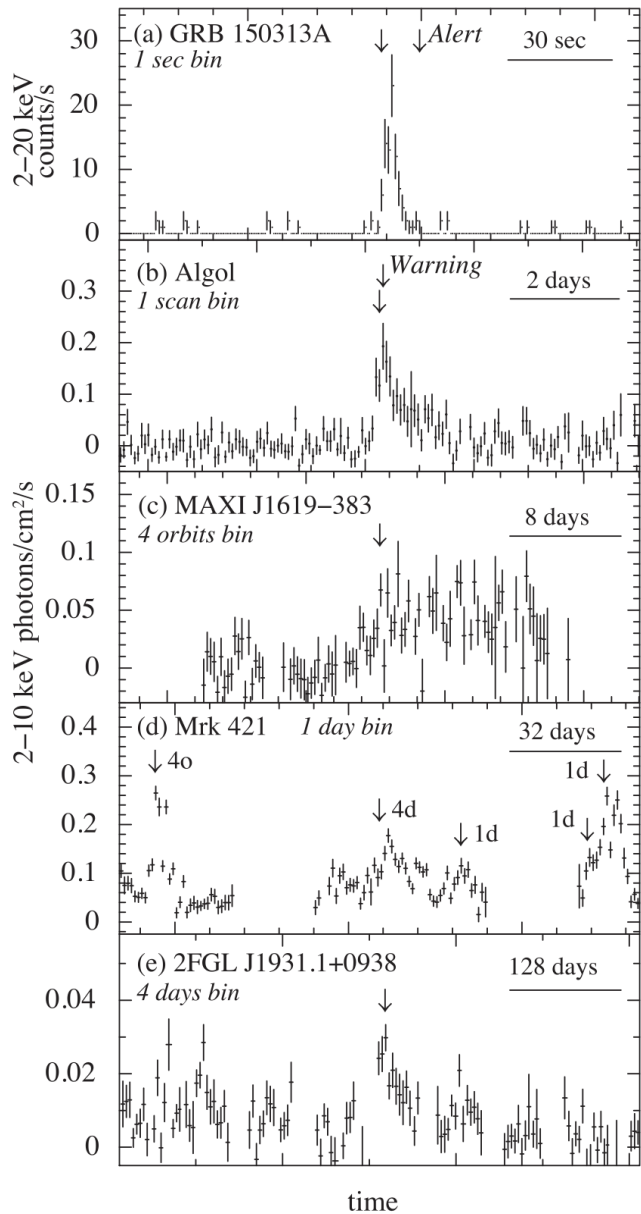 (a) GRB 150313A
1 sec bin
Alert
30 sec
2−20 keV
counts/s
30
20
10
0
(b) Algol
1 scan bin
Warning
2 days
0.3
0.2
0.1
0
2−10 keV photons/cm²/s
(c) MAXI J1619−383
4 orbits bin
8 days
0.15
0.1
0.05
0
(d) Mrk 421
1 day bin
32 days
0.4
0.3
0.2
0.1
0
4o
4d
1d
1d
1d
(e) 2FGL J1931.1+0938
4 days bin
128 days
0.04
0.02
0
time